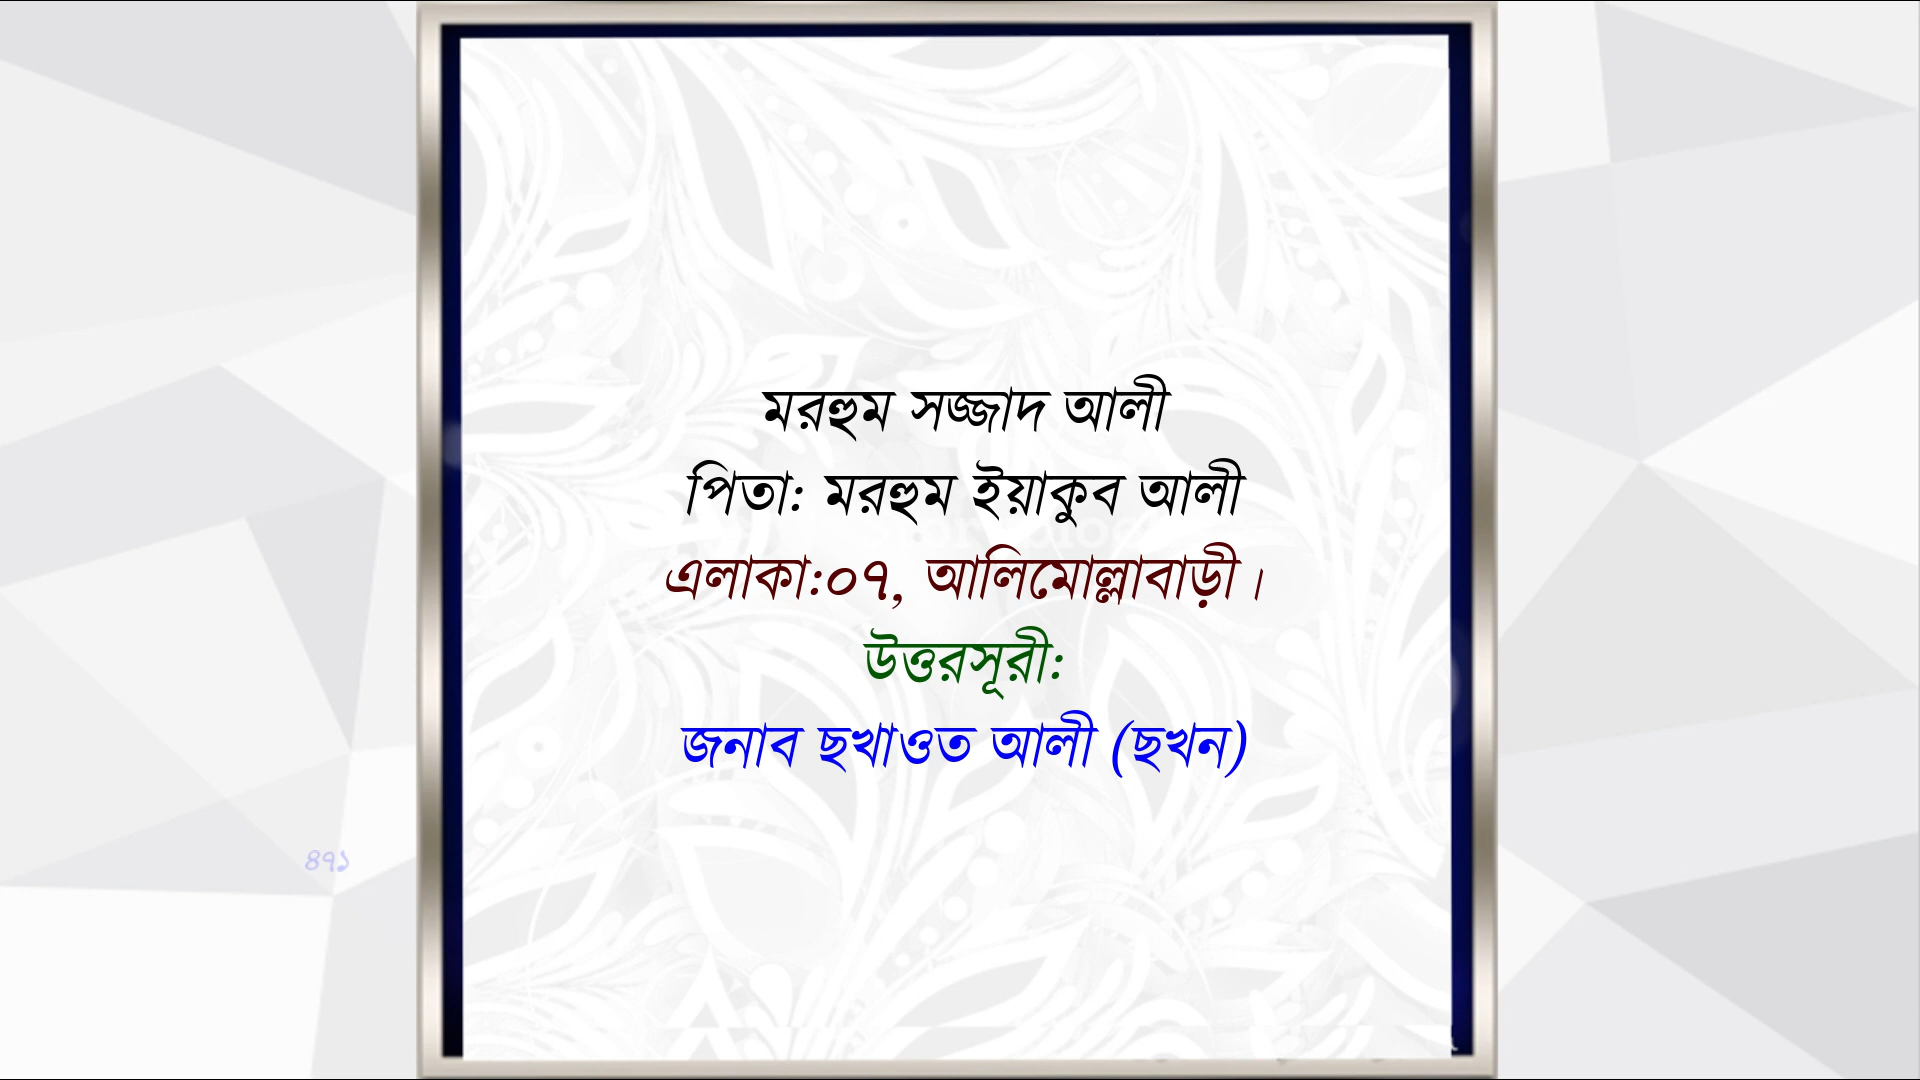 মরহুম সজ্জাদ আলী
পিতা: মরহুম ইয়াকুব আলী
এলাকা:০৭, আলিমোল্লাবাড়ী।
উত্তরসূরী:
জনাব ছখাওত আলী (ছখন)
৪৭১